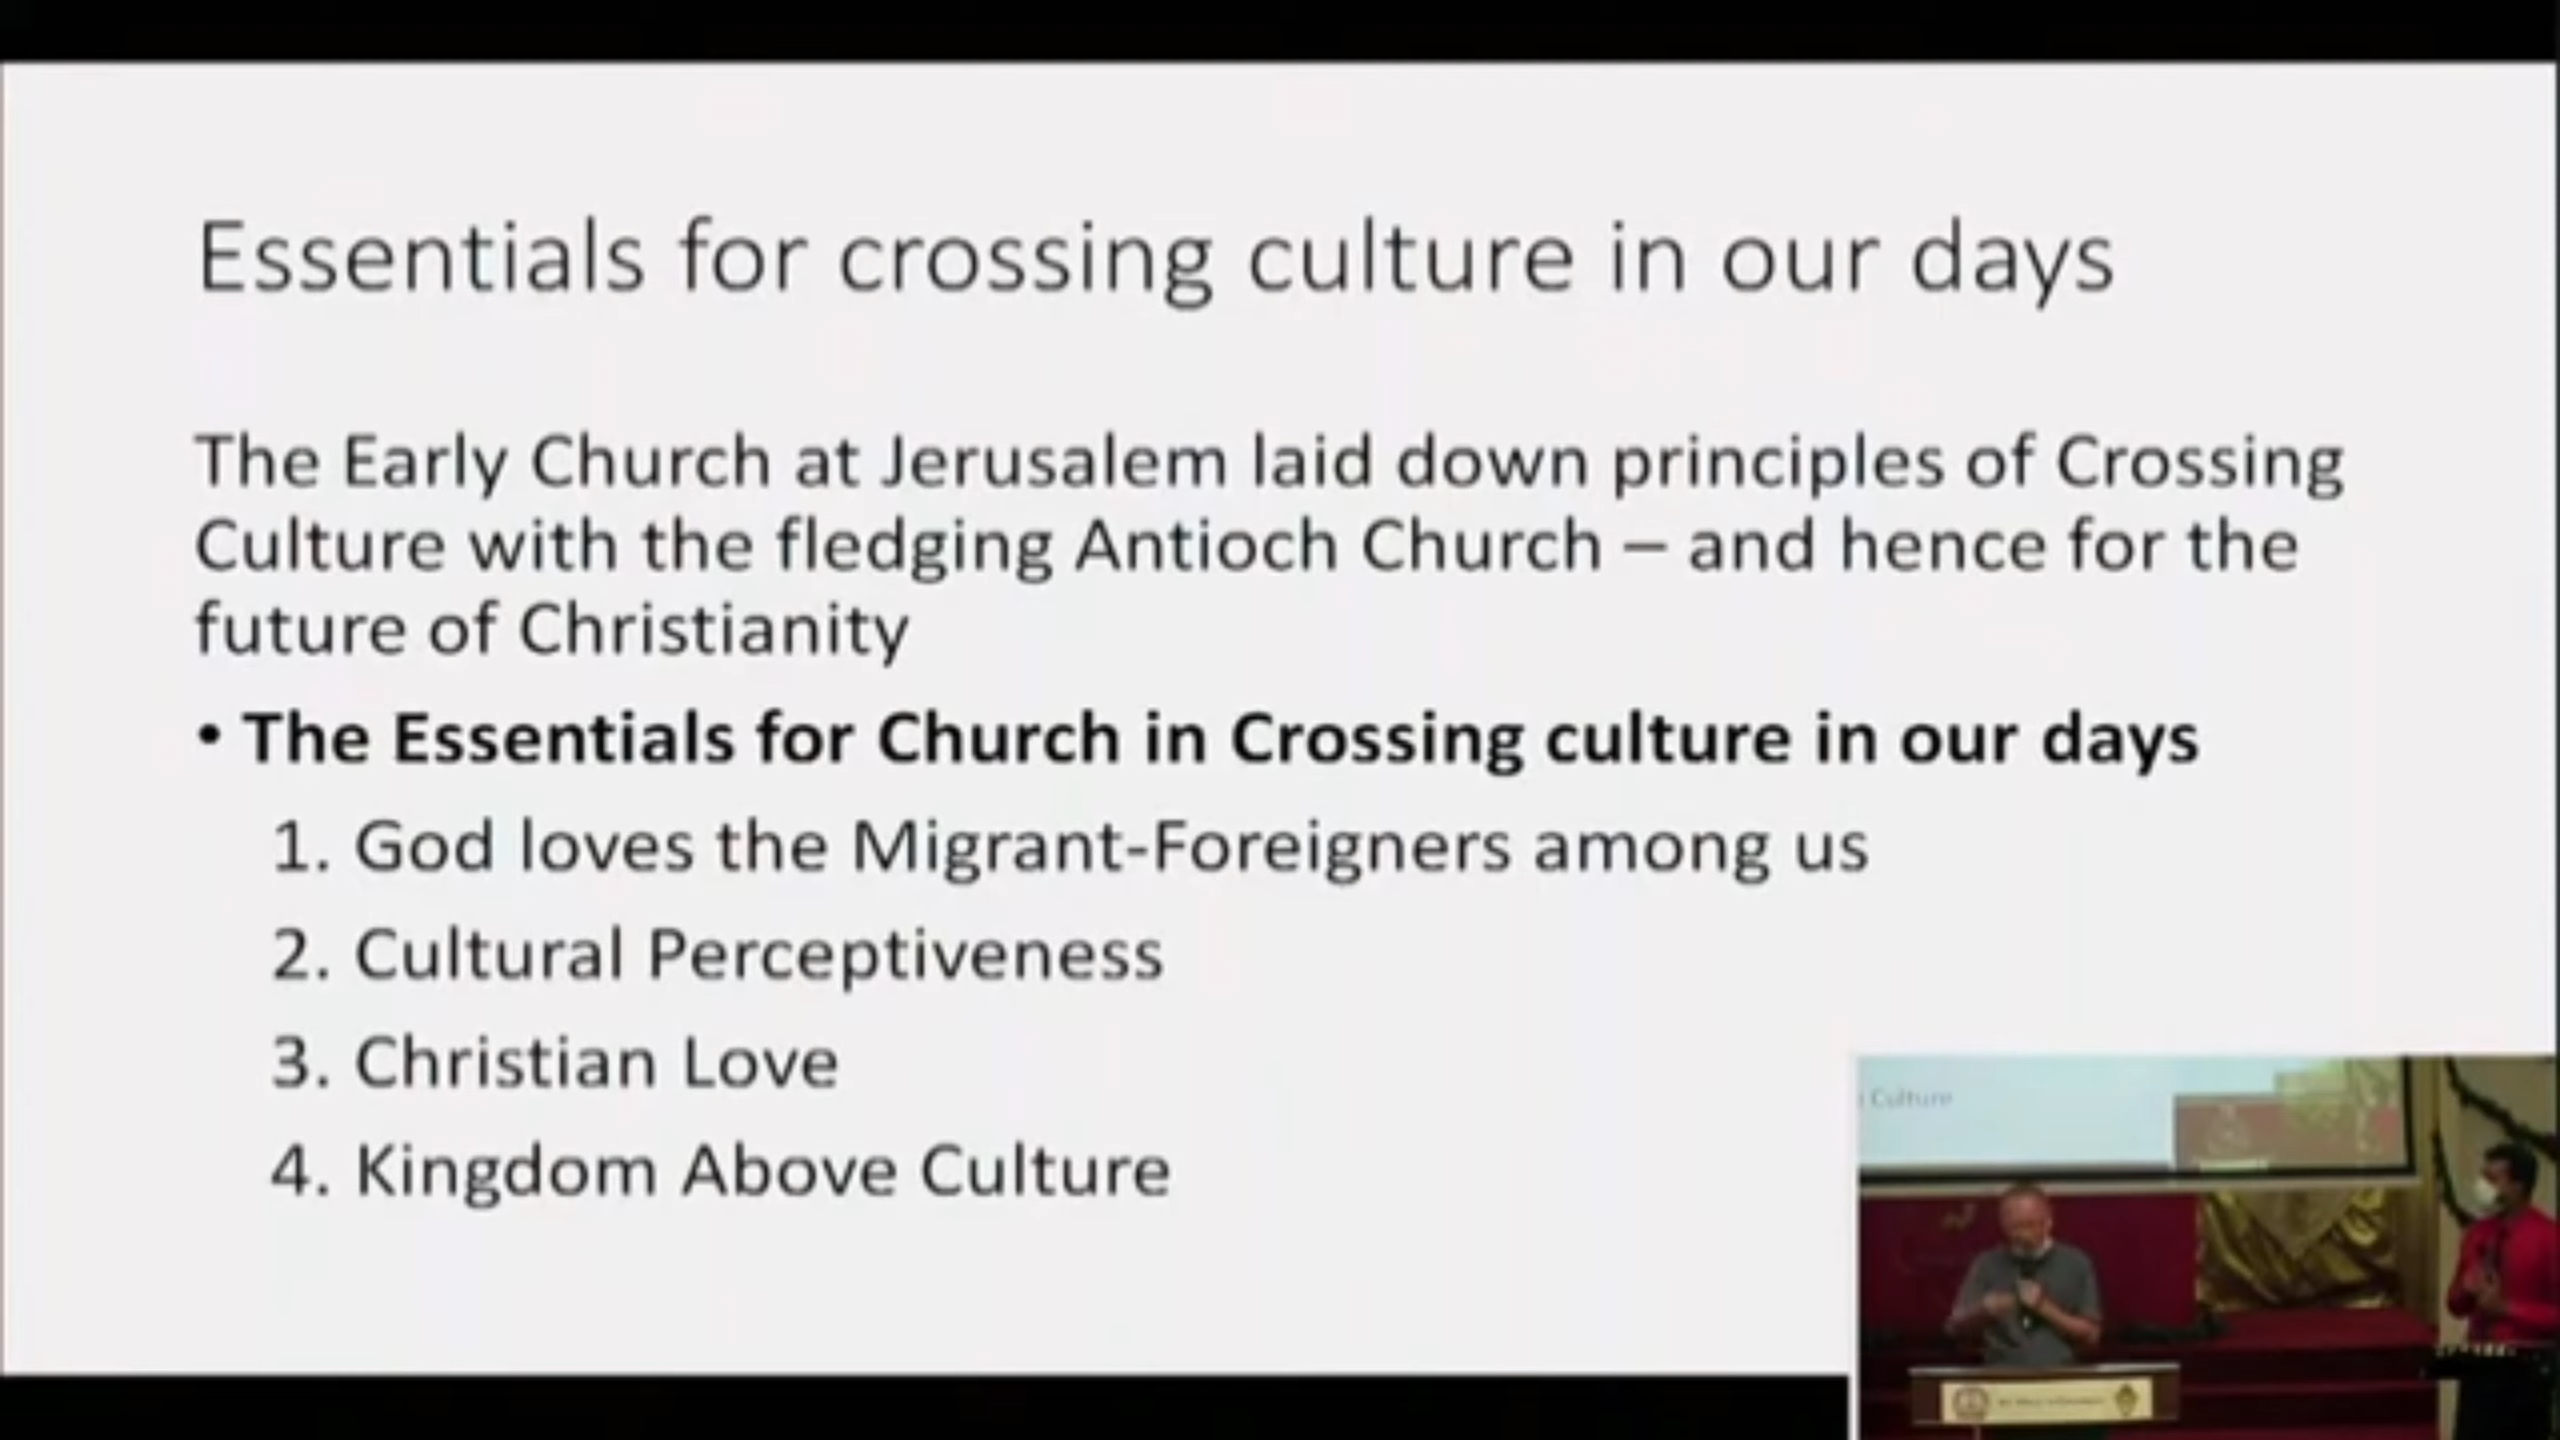 Essentials for crossing culture in our days
The Early Church at Jerusalem laid down principles of Crossing
Culture with the fledging Antioch Church – and hence for the
future of Christianity
• The Essentials for Church in Crossing culture in our days
1. God loves the Migrant-Foreigners among us
2. Cultural Perceptiveness
3. Christian Love
4. Kingdom Above Culture
Culture